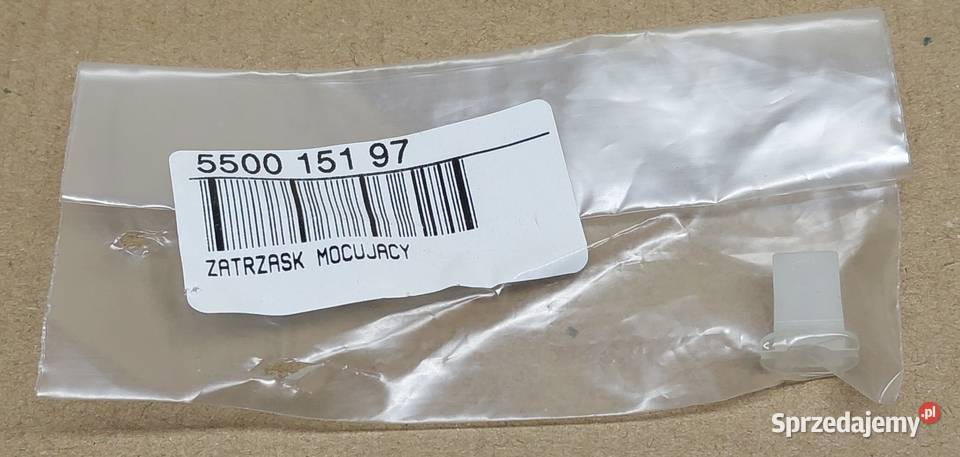 5500 151 97
ZATRZASK MOCUJACY
Sprzedajemy.pl